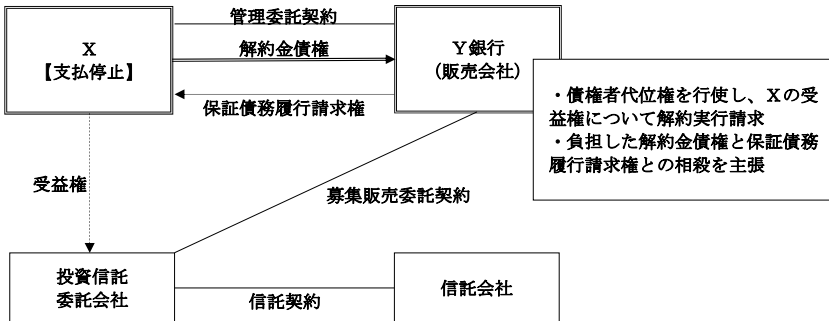 管理委託契約
X
【支払停止】
解約金債権
Y銀行
(販売会社)
保証債務履行請求権
・債権者代位権を行使し、Xの受
益権について解約実行請求
・負担した解約金債権と保証債務
履行請求権との相殺を主張
受益権
募集販売委託契約
投資信託
委託会社
信託契約
信託会社